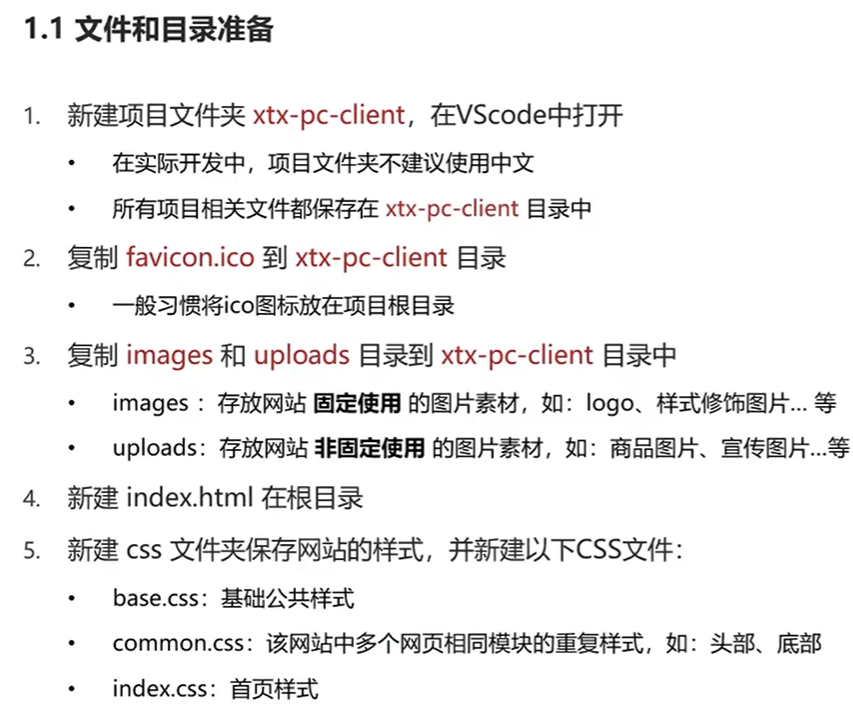 1.1 文件和目录准备
1. 新建项目文件夹 xtx-pc-client，在VScode中打开
• 在实际开发中，项目文件夹不建议使用中文
• 所有项目相关文件都保存在 xtx-pc-client 目录中
2. 复制 favicon.ico 到 xtx-pc-client 目录
• 一般习惯将ico图标放在项目根目录
3. 复制 images 和 uploads 目录到 xtx-pc-client 目录中
• images ：存放网站 固定使用 的图片素材，如：logo、样式修饰图片... 等
• uploads：存放网站 非固定使用 的图片素材，如：商品图片、宣传图片...等
4. 新建 index.html 在根目录
5. 新建 css 文件夹保存网站的样式，并新建以下CSS文件：
• base.css：基础公共样式
• common.css：该网站中多个网页相同模块的重复样式，如：头部、底部
• index.css：首页样式